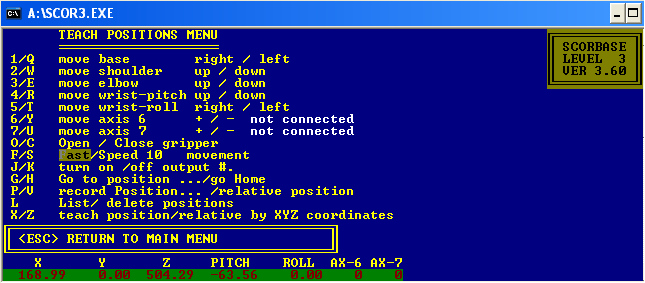 A:\SCOR3.EXE
TEACH POSITIONS MENU
SCORBASE
LEVEL 3
VER 3.60
1/Q move base right / left
2/W move shoulder up / down
3/E move elbow up / down
4/R move wrist-pitch up / down
5/T move wrist-roll right / left
6/Y move axis 6 + / - not connected
7/U move axis 7 + / - not connected
O/C Open / Close gripper
F/S ast/Speed 10 movement
J/K turn on /off output #.
G/H Go to position .../go Home
P/V record Position... /relative position
L List/ delete positions
X/Z teach position/relative by XYZ coordinates
<ESC> RETURN TO MAIN MENU
X Y Z PITCH ROLL AX-6 AX-7
168.99 0.00 504.29 -63.56 0.00 0 0